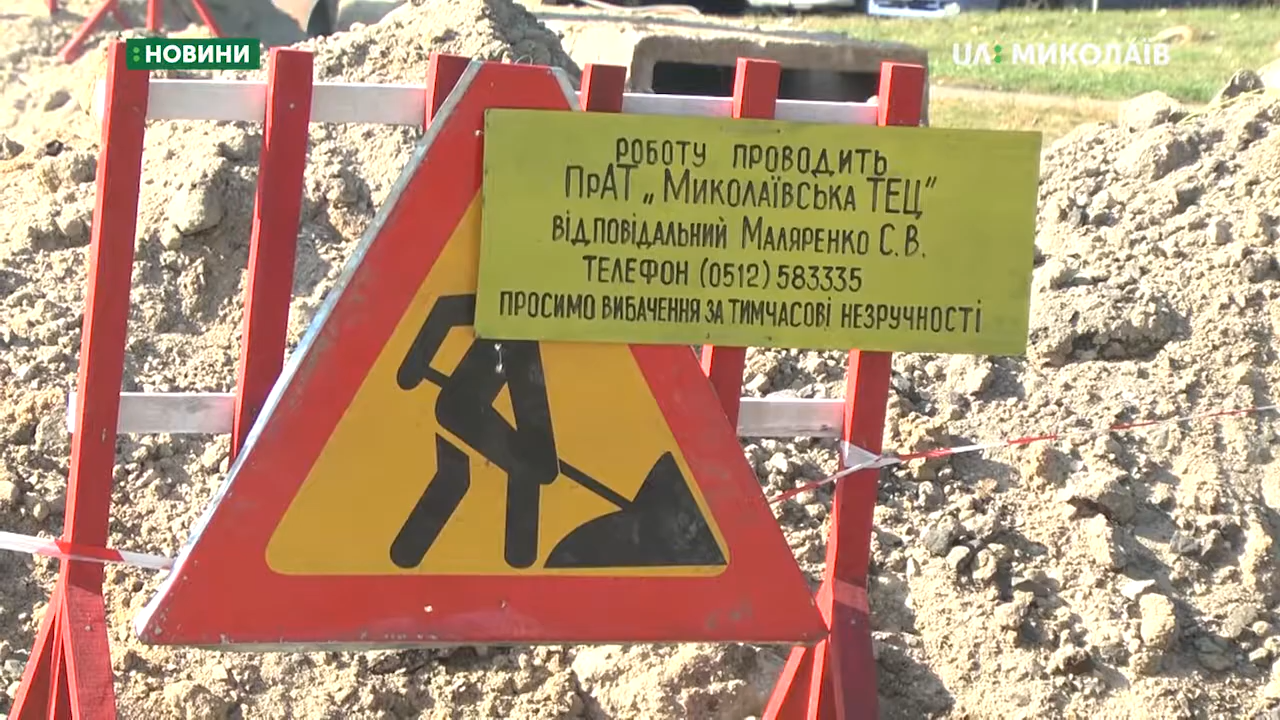 НОВИНИ
UA: МИКОЛАЇВ
РОБОТУ ПРОВОДИТЬ
ПрАТ „Миколаївська ТЕЦ”
ВІДПОВІДАЛЬНИЙ Маляренко С.В.
ТЕЛЕФОН (0512) 583335
ПРОСИМО ВИБАЧЕННЯ ЗА ТИМЧАСОВІ НЕЗРУЧНОСТІ